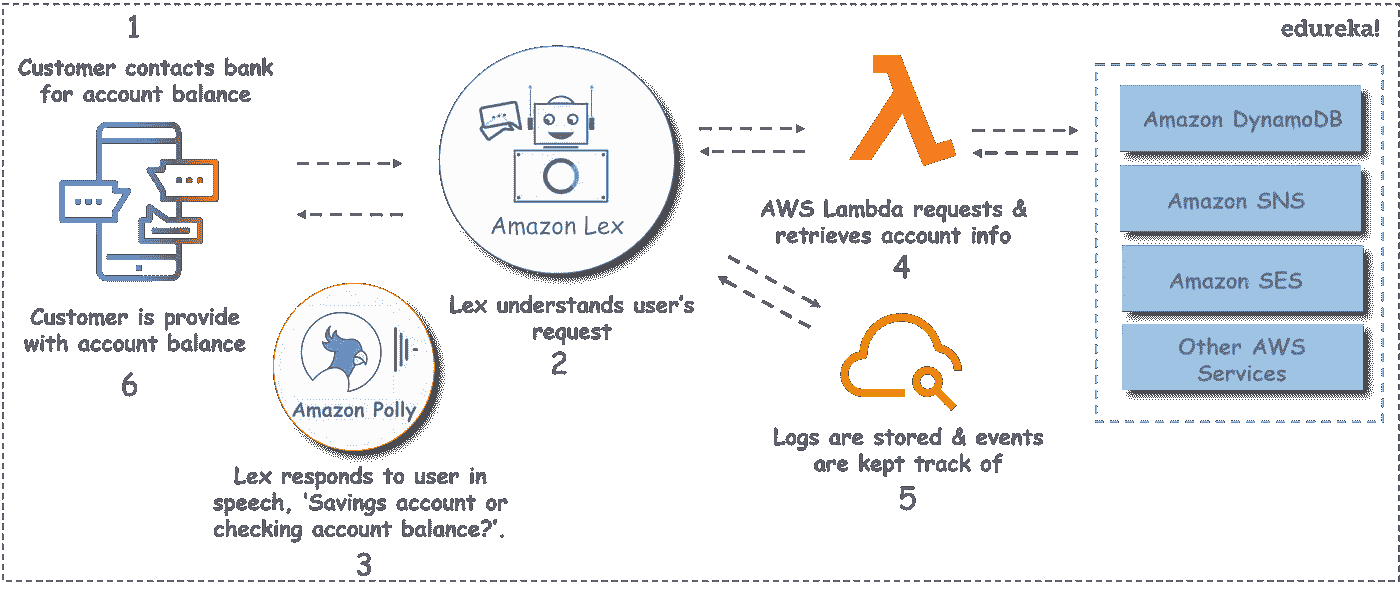 edureka!
1
Customer contacts bank
for account balance
Amazon Lex
Lex understands user's
request
2
Amazon Polly
Lex responds to user in
speech, 'Savings account or
checking account balance?'.
3
AWS Lambda requests &
retrieves account info
4
Amazon DynamoDB
Amazon SNS
Amazon SES
Other AWS
Services
Logs are stored & events
are kept track of
5
Customer is provide
with account balance
6